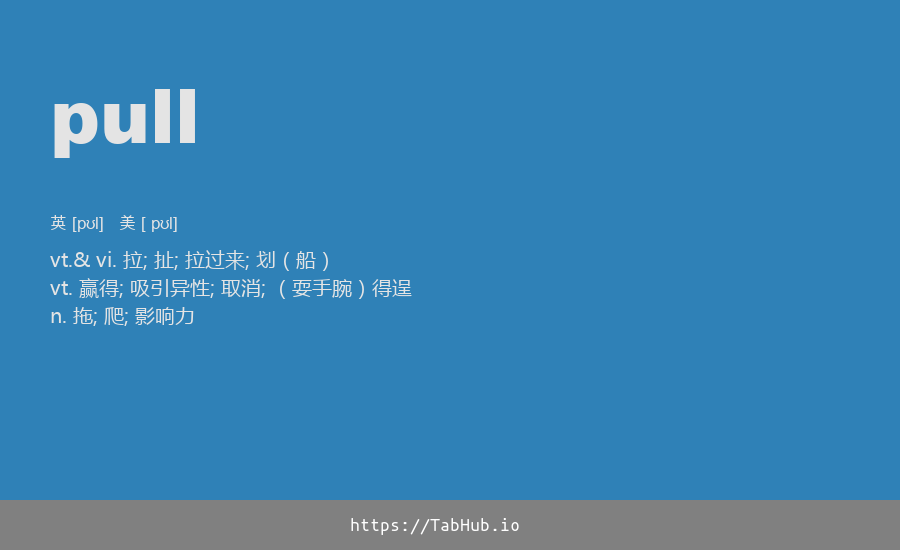 pull
英 [pʊl] 美 [ pʊl]
vt.& vi. 拉; 扯; 拉过来; 划（船）
vt. 赢得; 吸引异性; 取消; （耍手腕）得逞
n. 拖; 爬; 影响力
https://TabHub.io